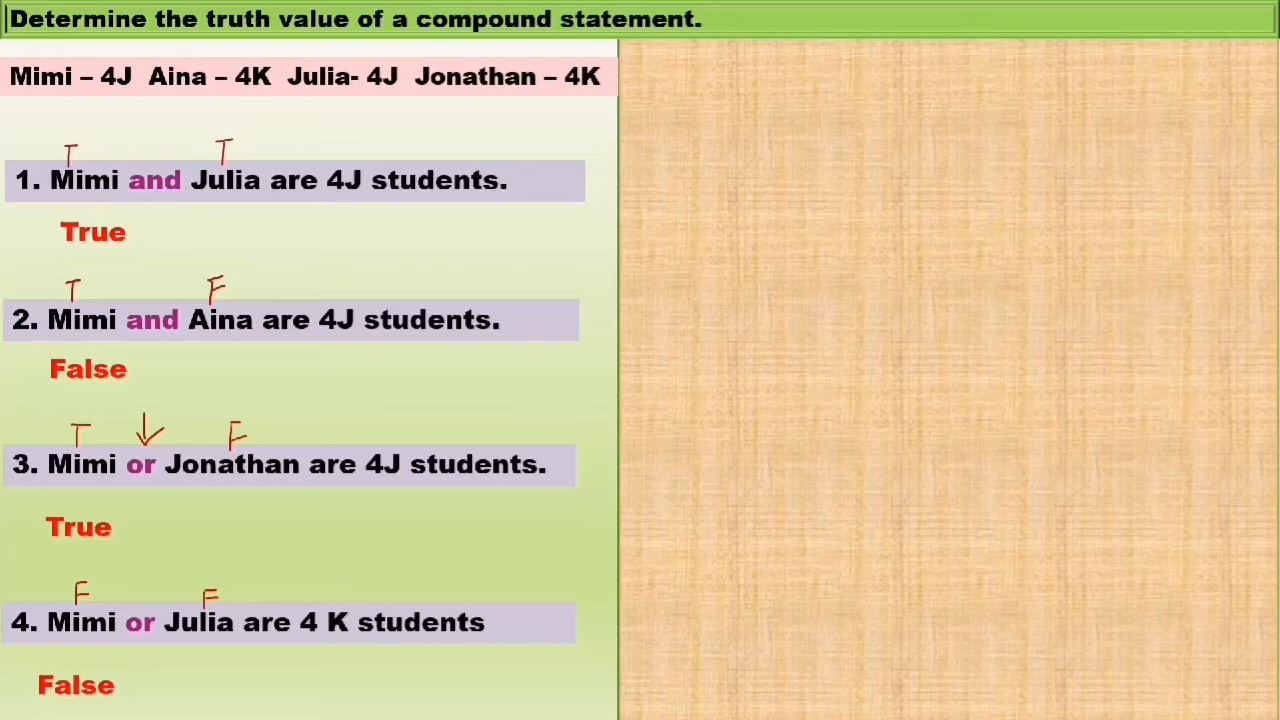 Determine the truth value of a compound statement.
Mimi – 4J Aina – 4K Julia- 4J Jonathan – 4K
T T
1. Mimi and Julia are 4J students.
True
T F
2. Mimi and Aina are 4J students.
False
T F
3. Mimi or Jonathan are 4J students.
True
F F
4. Mimi or Julia are 4 K students
False